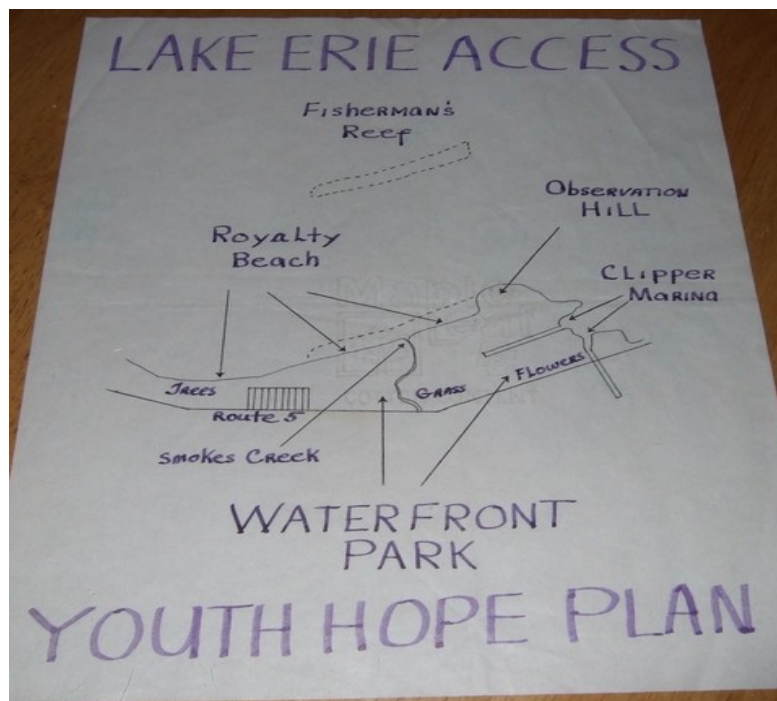 LAKE ERIE ACCESS
Fisherman's
Reef
Observation
Hill
Royalty
Beach
Clipper
Marina
Trees
Flowers
Grass
Route 5
Smokes Creek
WATERFRONT
PARK
YOUTH HOPE PLAN